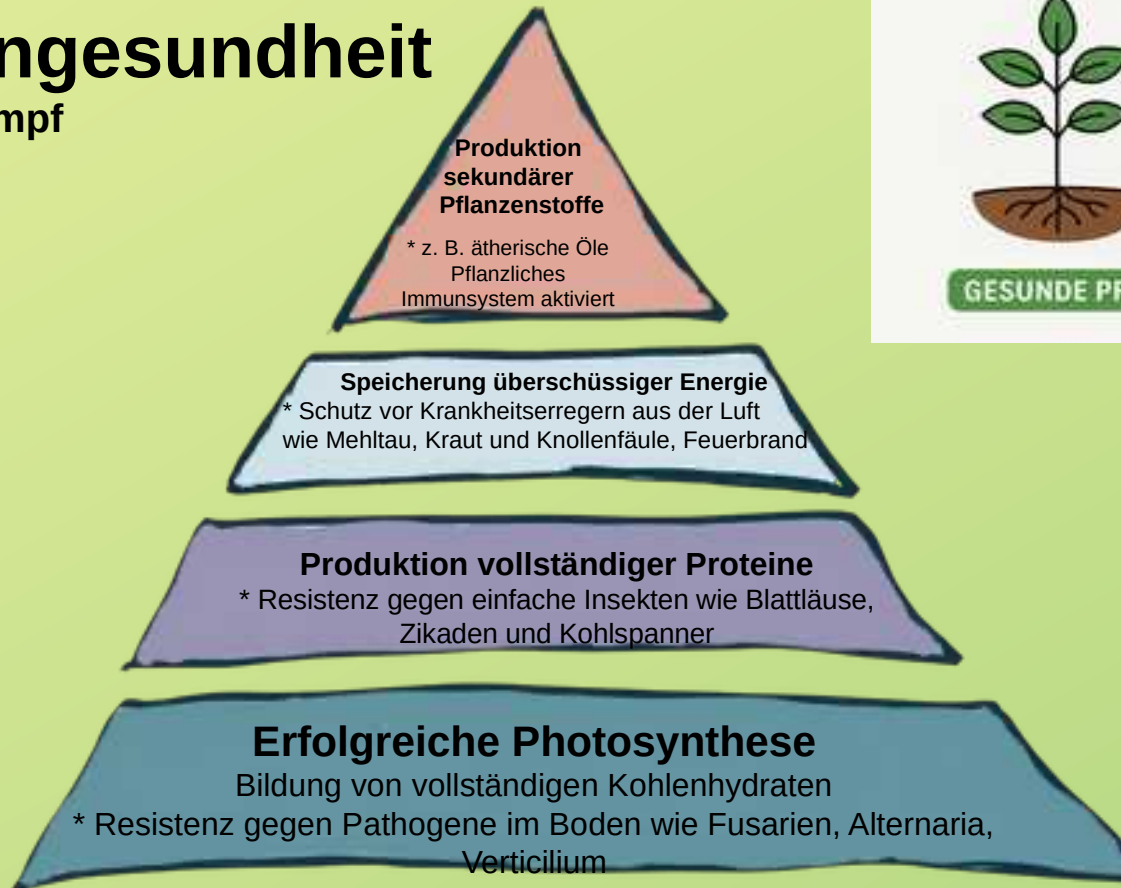 ngesundheit
mpf
Produktion
sekundärer
Pflanzenstoffe
* z. B. ätherische Öle
Pflanzliches
Immunsystem aktiviert
GESUNDE PF
Speicherung überschüssiger Energie
* Schutz vor Krankheitserregern aus der Luft
wie Mehltau, Kraut und Knollenfäule, Feuerbrand
Produktion vollständiger Proteine
* Resistenz gegen einfache Insekten wie Blattläuse,
Zikaden und Kohlspanner
Erfolgreiche Photosynthese
Bildung von vollständigen Kohlenhydraten
* Resistenz gegen Pathogene im Boden wie Fusarien, Alternaria,
Verticilium